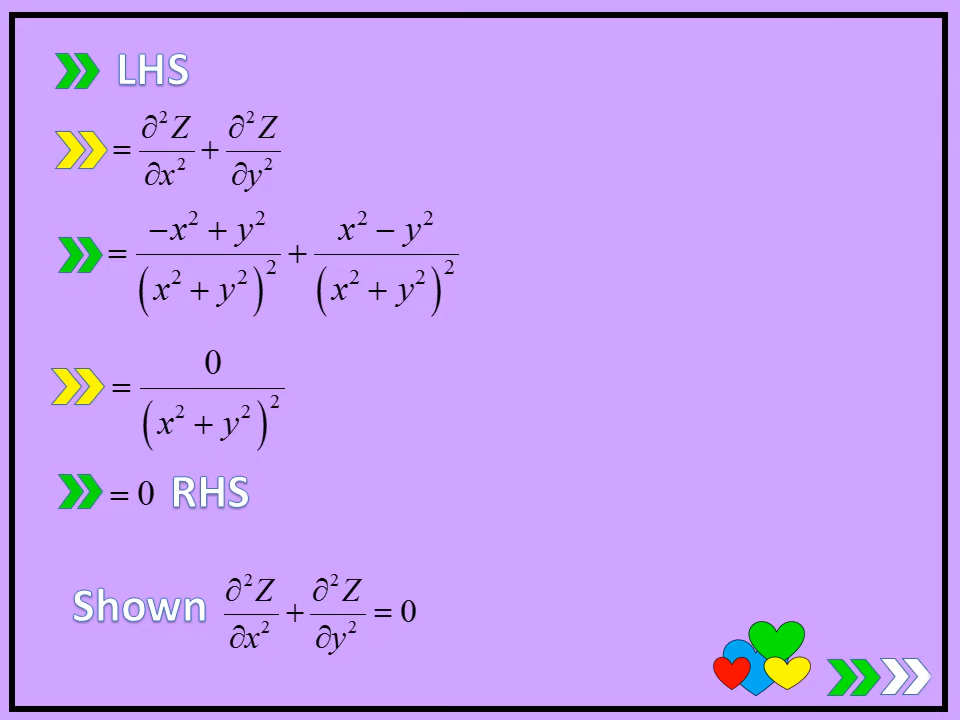 LHS
= ∂²Z/∂x² + ∂²Z/∂y²
= (−x² + y²)/(x² + y²)² + (x² − y²)/(x² + y²)²
= 0/(x² + y²)²
= 0 RHS
Shown ∂²Z/∂x² + ∂²Z/∂y² = 0